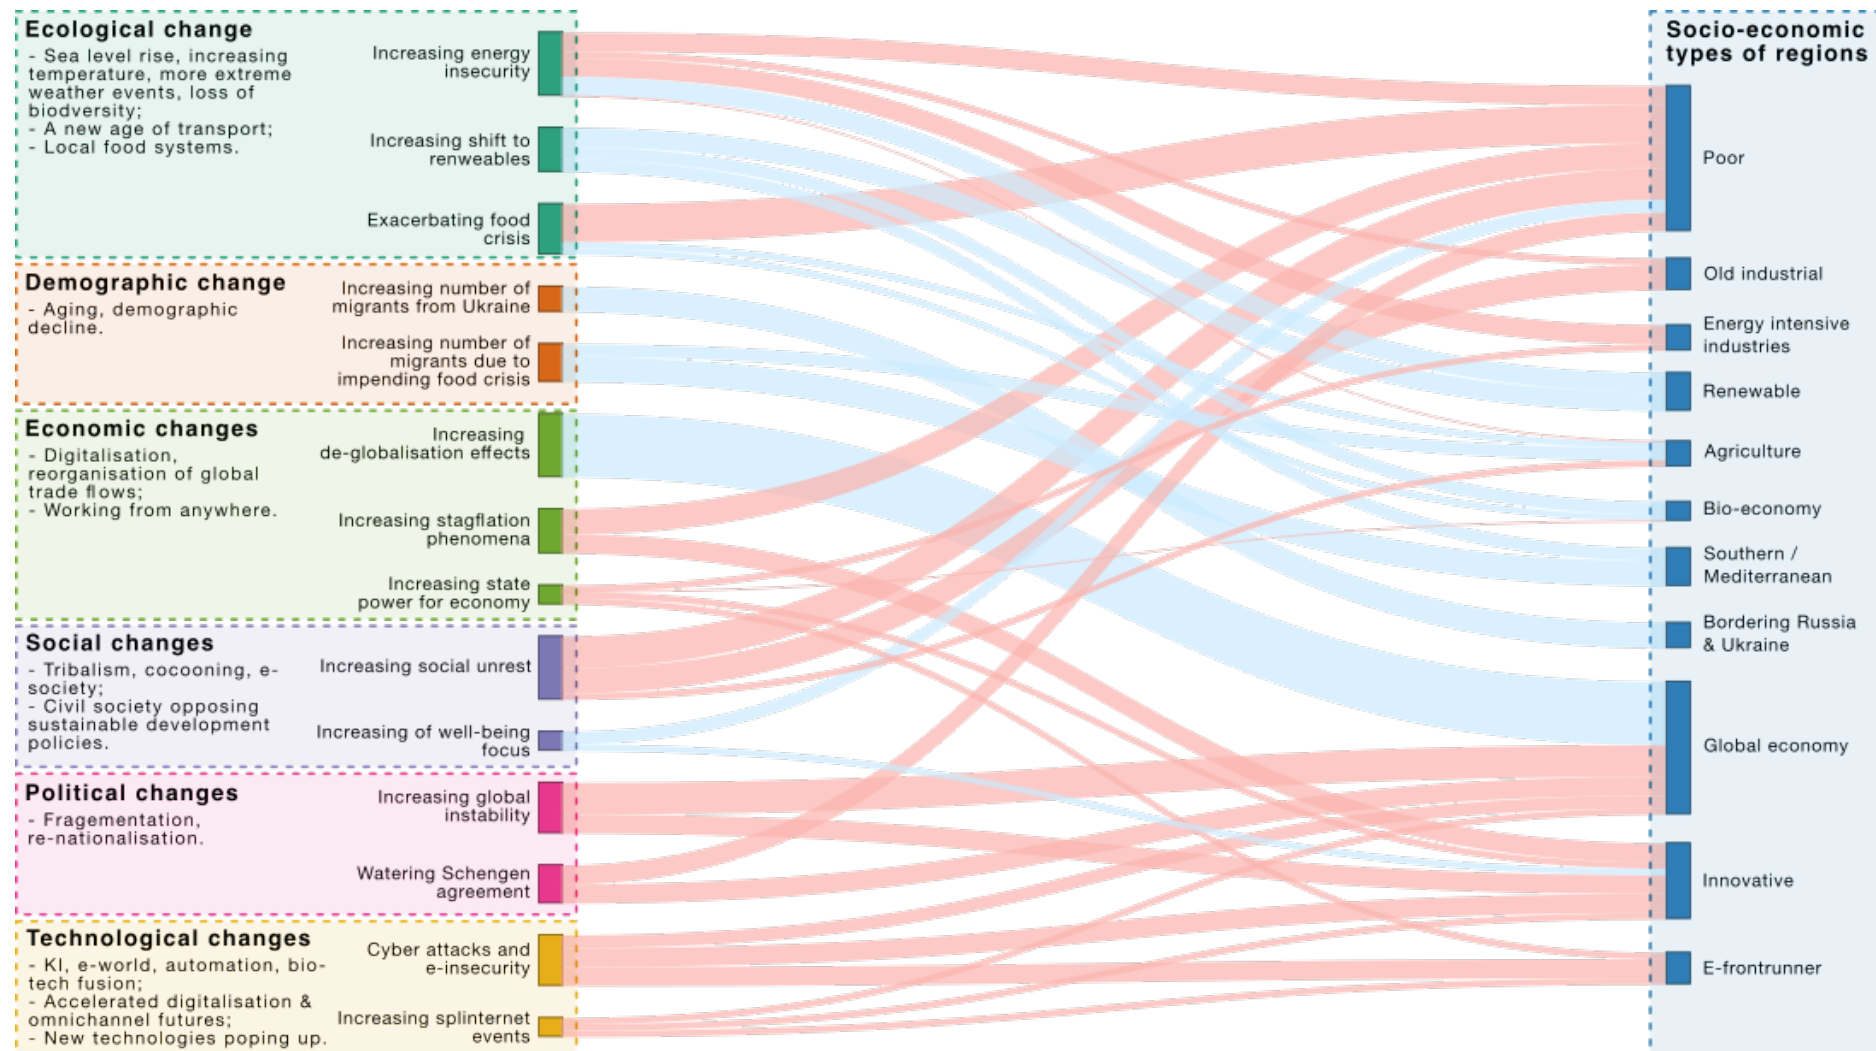 Ecological change
- Sea level rise, increasing
temperature, more extreme
weather events, loss of
biodversity;
- A new age of transport;
- Local food systems.
Increasing energy
insecurity
Increasing shift to
renweables
Exacerbating food
crisis
Demographic change
- Aging, demographic
decline.
Increasing number of
migrants from Ukraine
Increasing number of
migrants due to
impending food crisis
Economic changes
- Digitalisation,
reorganisation of global
trade flows;
- Working from anywhere.
Increasing
de-globalisation effects
Increasing stagflation
phenomena
Increasing state
power for economy
Social changes
- Tribalism, cocooning, e-
society;
- Civil society opposing
sustainable development
policies.
Increasing social unrest
Increasing of well-being
focus
Political changes
- Fragementation,
re-nationalisation.
Increasing global
instability
Watering Schengen
agreement
Technological changes
- KI, e-world, automation, bio-
tech fusion;
- Accelerated digitalisation &
omnichannel futures;
- New technologies poping up.
Cyber attacks and
e-insecurity
Increasing splinternet
events
Socio-economic
types of regions
Poor
Old industrial
Energy intensive
industries
Renewable
Agriculture
Bio-economy
Southern /
Mediterranean
Bordering Russia
& Ukraine
Global economy
Innovative
E-frontrunner